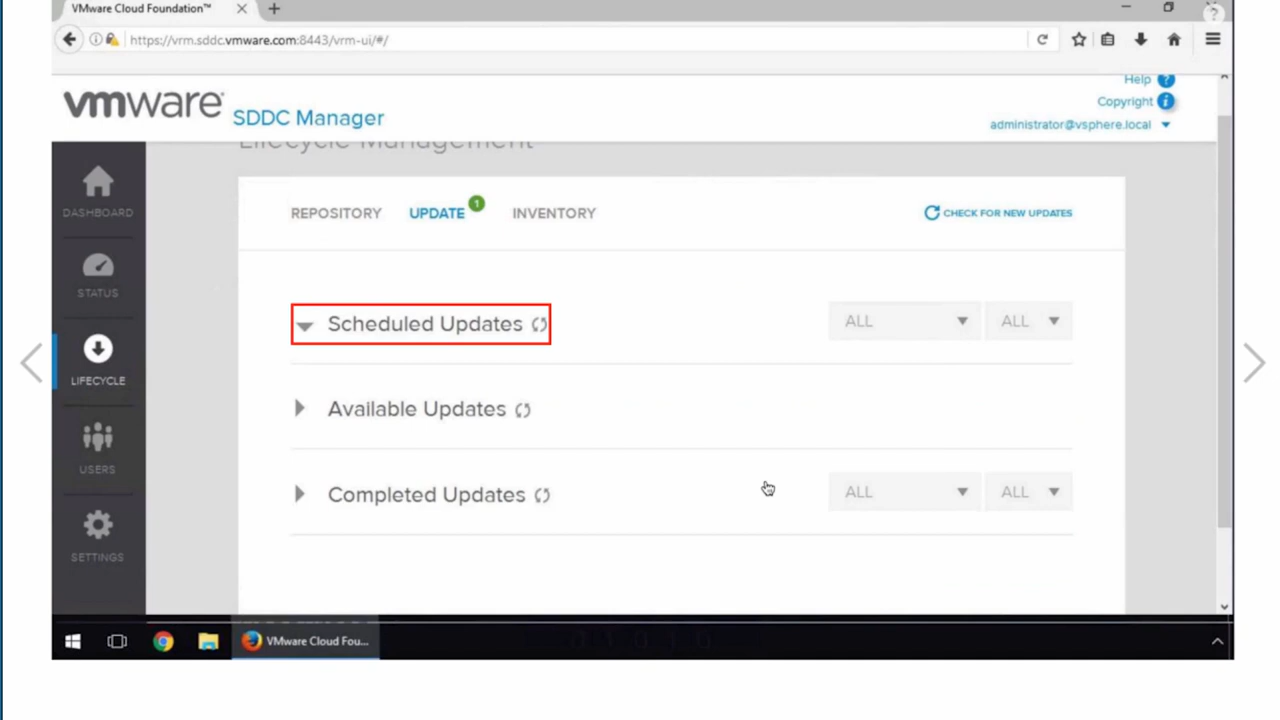 VMware Cloud Foundation™
https://vrm.sddc.vmware.com:8443/vrm-ui/#/
Help ?
Copyright i
vmware® SDDC Manager
administrator@vsphere.local
Lifecycle Management
DASHBOARD
STATUS
LIFECYCLE
USERS
SETTINGS
REPOSITORY UPDATE 1 INVENTORY CHECK FOR NEW UPDATES
Scheduled Updates ALL ALL
Available Updates
Completed Updates ALL ALL
VMware Cloud Fou...